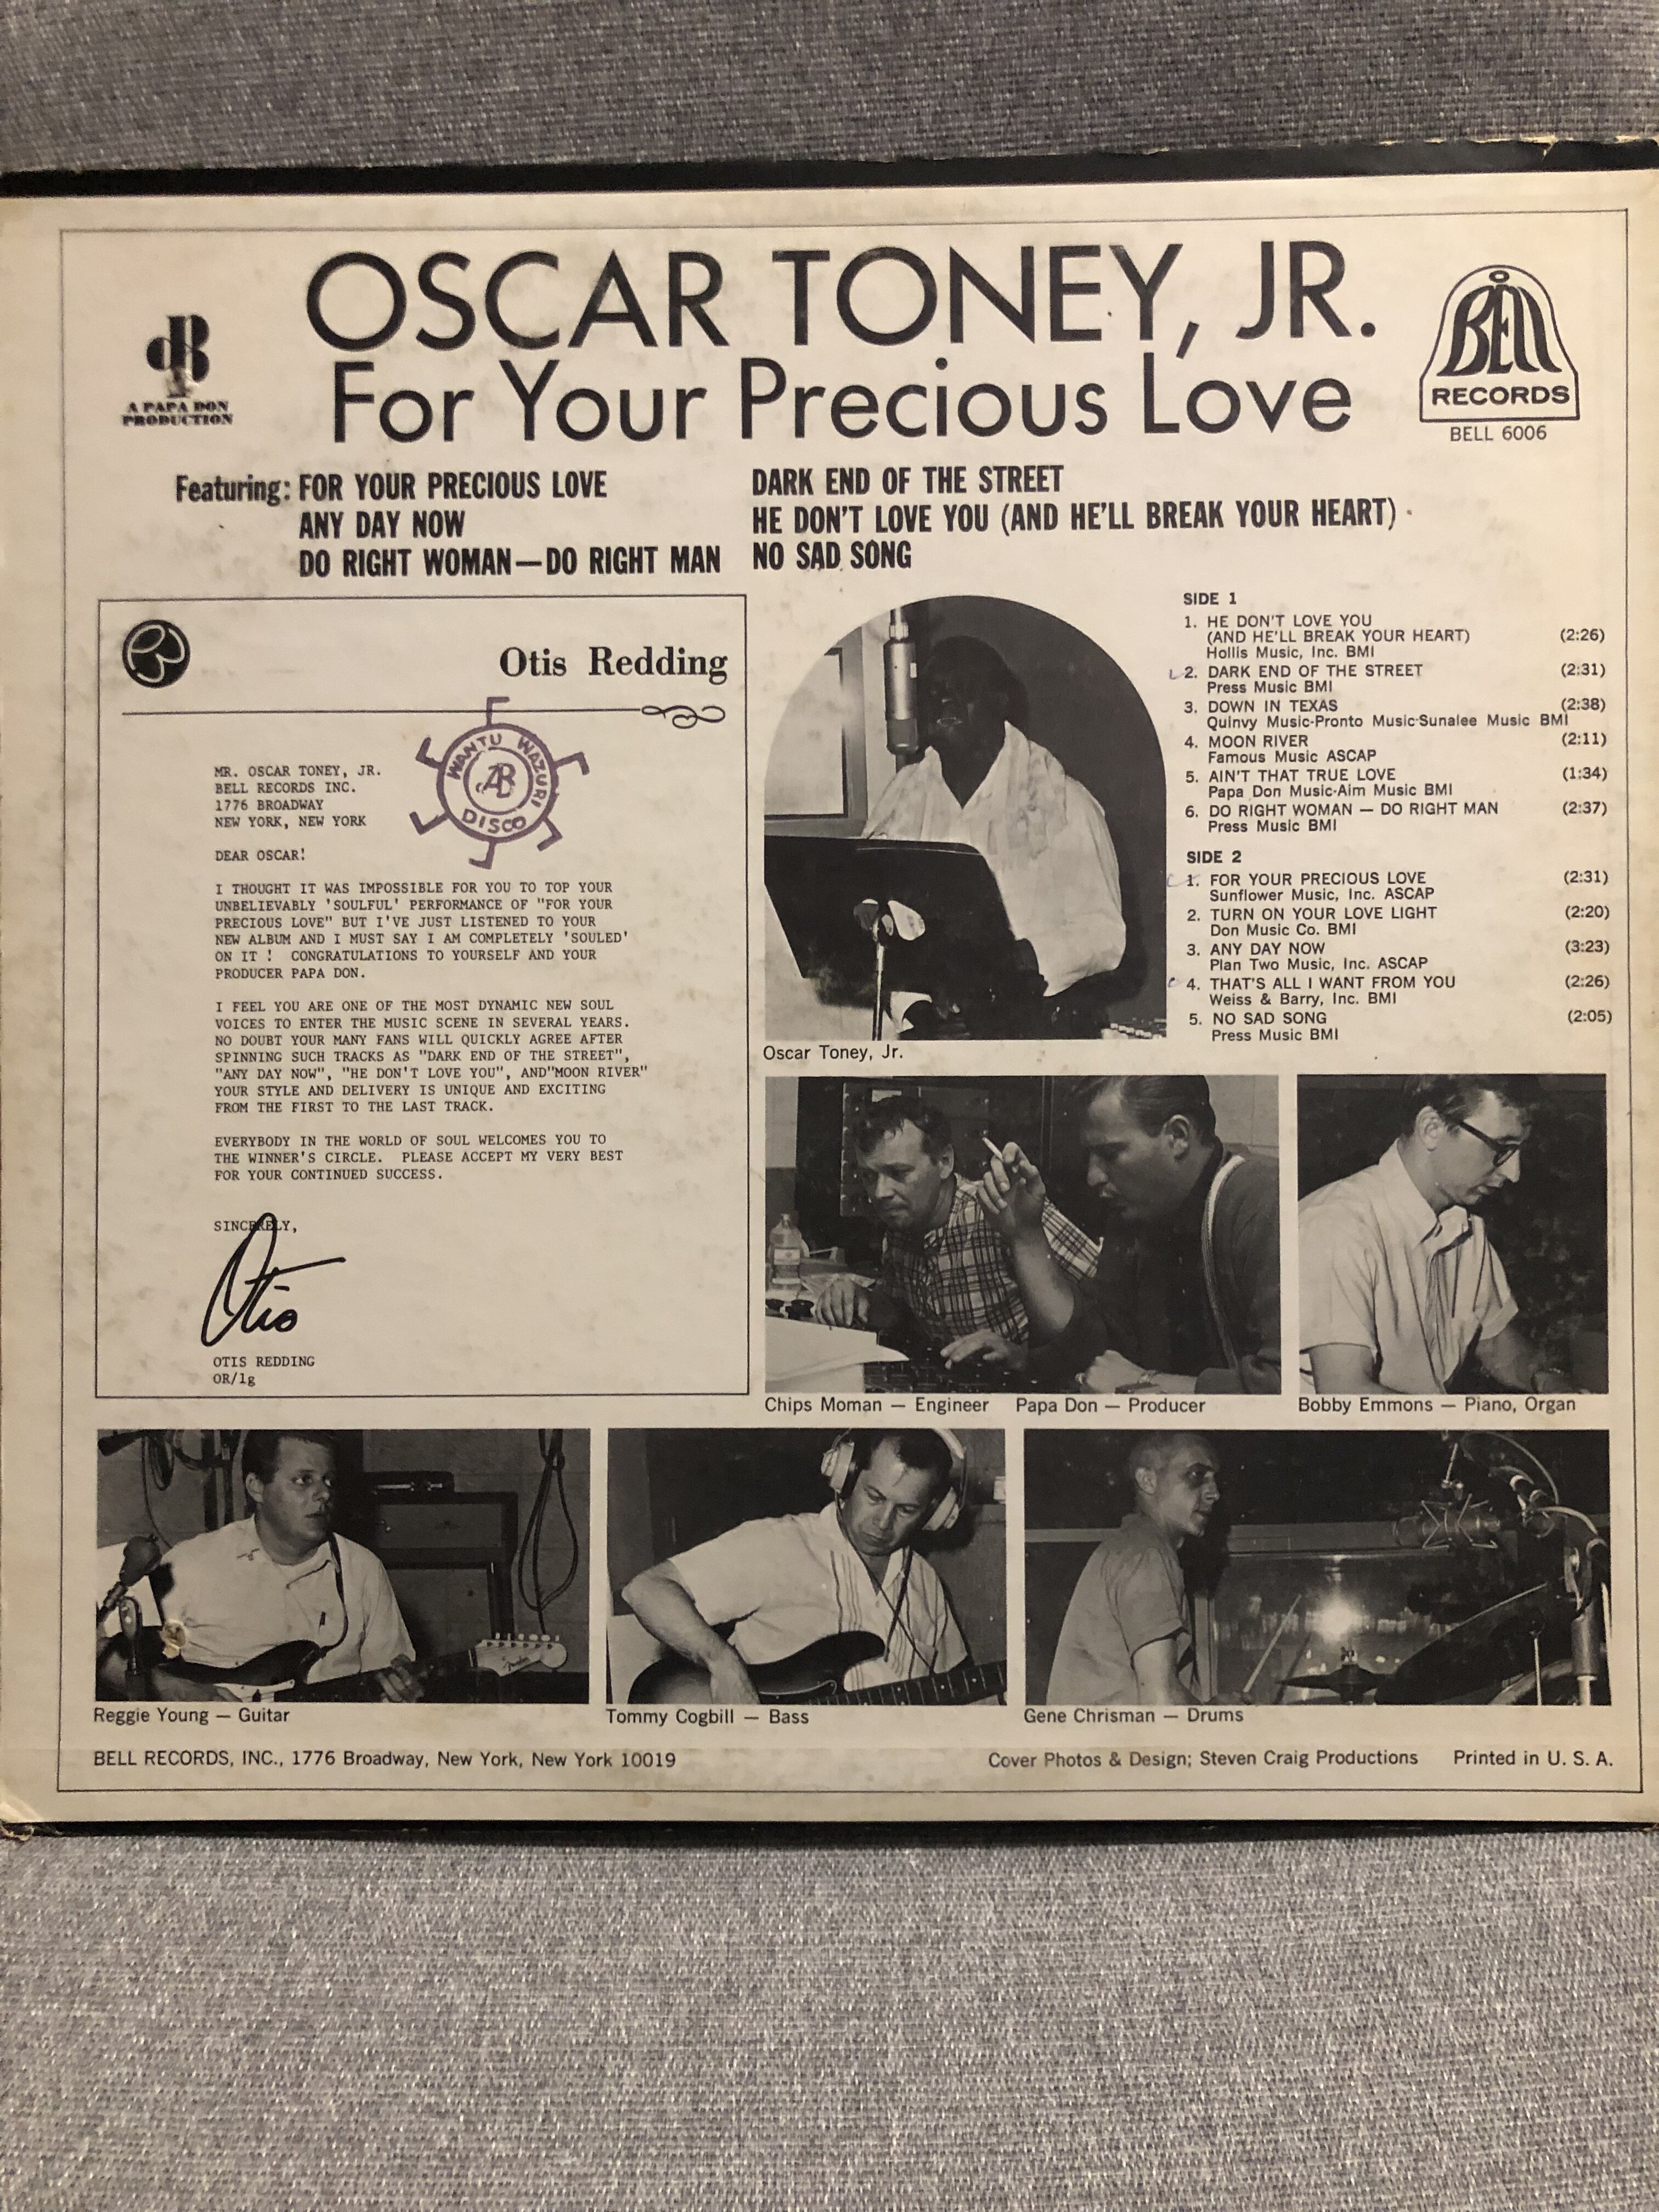 OSCAR TONEY, JR.
For Your Precious Love
A PAPA DON
PRODUCTION
BELL
RECORDS
BELL 6006
Featuring: FOR YOUR PRECIOUS LOVE
ANY DAY NOW
DO RIGHT WOMAN—DO RIGHT MAN
DARK END OF THE STREET
HE DON'T LOVE YOU (AND HE'LL BREAK YOUR HEART)
NO SAD SONG
Otis Redding
WANTU WAZURI
AB
DISCO
MR. OSCAR TONEY, JR.
BELL RECORDS INC.
1776 BROADWAY
NEW YORK, NEW YORK
DEAR OSCAR!
I THOUGHT IT WAS IMPOSSIBLE FOR YOU TO TOP YOUR
UNBELIEVABLY 'SOULFUL' PERFORMANCE OF "FOR YOUR
PRECIOUS LOVE" BUT I'VE JUST LISTENED TO YOUR
NEW ALBUM AND I MUST SAY I AM COMPLETELY 'SOULED'
ON IT ! CONGRATULATIONS TO YOURSELF AND YOUR
PRODUCER PAPA DON.
I FEEL YOU ARE ONE OF THE MOST DYNAMIC NEW SOUL
VOICES TO ENTER THE MUSIC SCENE IN SEVERAL YEARS.
NO DOUBT YOUR MANY FANS WILL QUICKLY AGREE AFTER
SPINNING SUCH TRACKS AS "DARK END OF THE STREET",
"ANY DAY NOW", "HE DON'T LOVE YOU", AND"MOON RIVER"
YOUR STYLE AND DELIVERY IS UNIQUE AND EXCITING
FROM THE FIRST TO THE LAST TRACK.
EVERYBODY IN THE WORLD OF SOUL WELCOMES YOU TO
THE WINNER'S CIRCLE. PLEASE ACCEPT MY VERY BEST
FOR YOUR CONTINUED SUCCESS.
SINCERELY,
Otis
OTIS REDDING
OR/lg
Oscar Toney, Jr.
SIDE 1
1. HE DON'T LOVE YOU
(AND HE'LL BREAK YOUR HEART) (2:26)
Hollis Music, Inc. BMI
2. DARK END OF THE STREET (2:31)
Press Music BMI
3. DOWN IN TEXAS (2:38)
Quinvy Music-Pronto Music-Sunalee Music BMI
4. MOON RIVER (2:11)
Famous Music ASCAP
5. AIN'T THAT TRUE LOVE (1:34)
Papa Don Music-Aim Music BMI
6. DO RIGHT WOMAN — DO RIGHT MAN (2:37)
Press Music BMI
SIDE 2
1. FOR YOUR PRECIOUS LOVE (2:31)
Sunflower Music, Inc. ASCAP
2. TURN ON YOUR LOVE LIGHT (2:20)
Don Music Co. BMI
3. ANY DAY NOW (3:23)
Plan Two Music, Inc. ASCAP
4. THAT'S ALL I WANT FROM YOU (2:26)
Weiss & Barry, Inc. BMI
5. NO SAD SONG (2:05)
Press Music BMI
Chips Moman — Engineer Papa Don — Producer
Bobby Emmons — Piano, Organ
Fender
Reggie Young — Guitar
Tommy Cogbill — Bass
Gene Chrisman — Drums
BELL RECORDS, INC., 1776 Broadway, New York, New York 10019
Cover Photos & Design; Steven Craig Productions Printed in U. S. A.